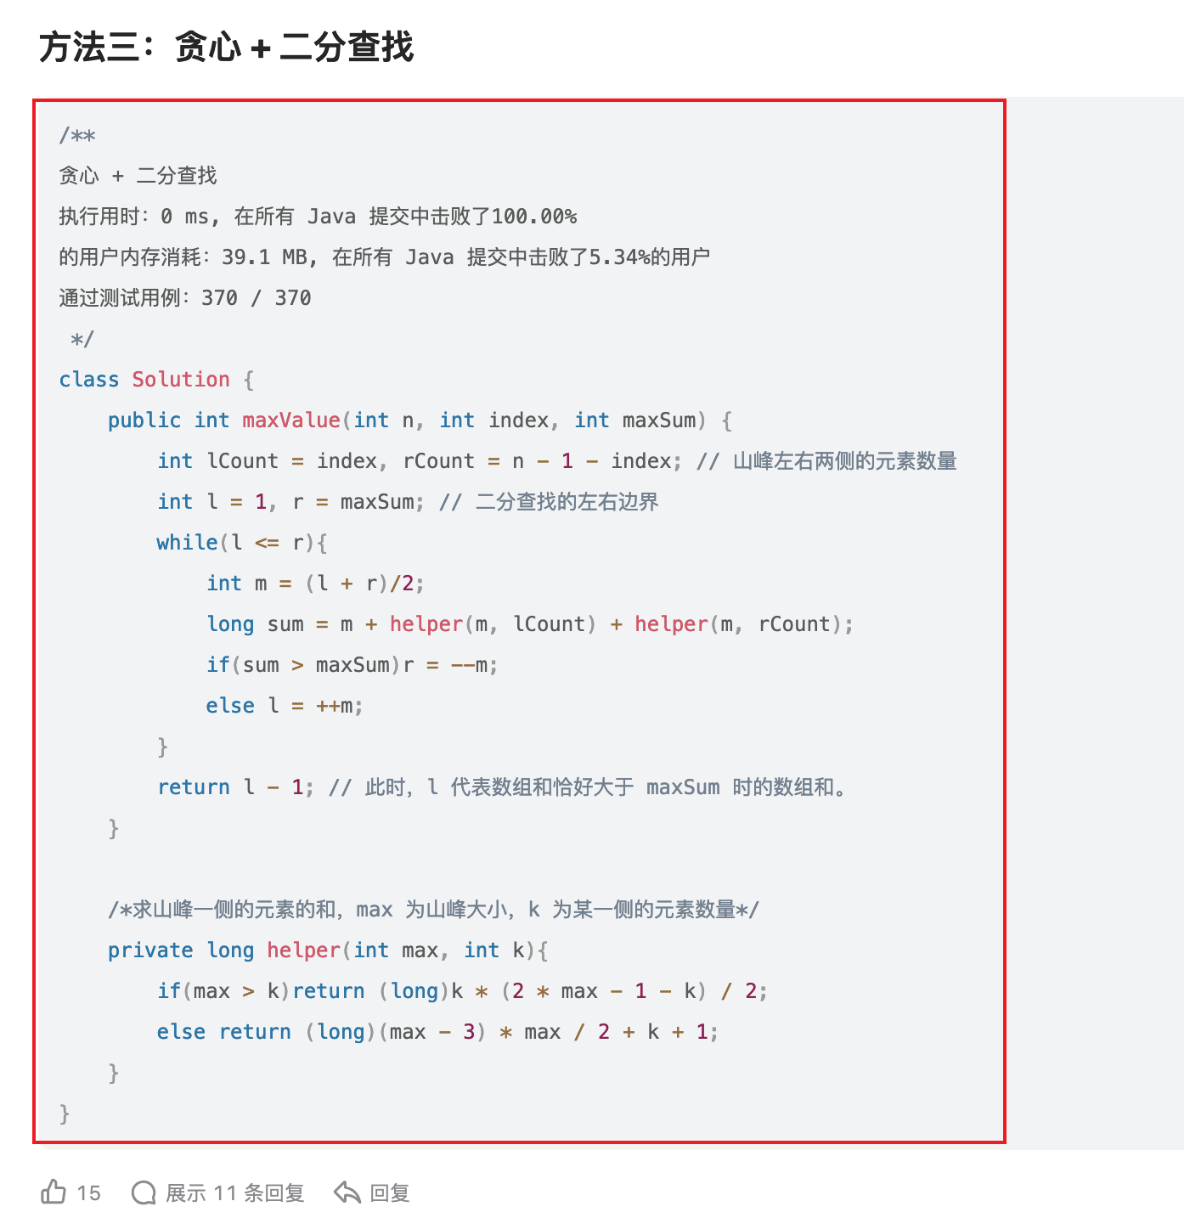 方法三：贪心 + 二分查找
/**
贪心 + 二分查找
执行用时：0 ms, 在所有 Java 提交中击败了100.00%
的用户内存消耗：39.1 MB, 在所有 Java 提交中击败了5.34%的用户
通过测试用例：370 / 370
 */
class Solution {
    public int maxValue(int n, int index, int maxSum) {
        int lCount = index, rCount = n - 1 - index; // 山峰左右两侧的元素数量
        int l = 1, r = maxSum; // 二分查找的左右边界
        while(l <= r){
            int m = (l + r)/2;
            long sum = m + helper(m, lCount) + helper(m, rCount);
            if(sum > maxSum)r = --m;
            else l = ++m;
        }
        return l - 1; // 此时，l 代表数组和恰好大于 maxSum 时的数组和。
    }

    /*求山峰一侧的元素的和，max 为山峰大小，k 为某一侧的元素数量*/
    private long helper(int max, int k){
        if(max > k)return (long)k * (2 * max - 1 - k) / 2;
        else return (long)(max - 3) * max / 2 + k + 1;
    }
}
15 展示 11 条回复 回复